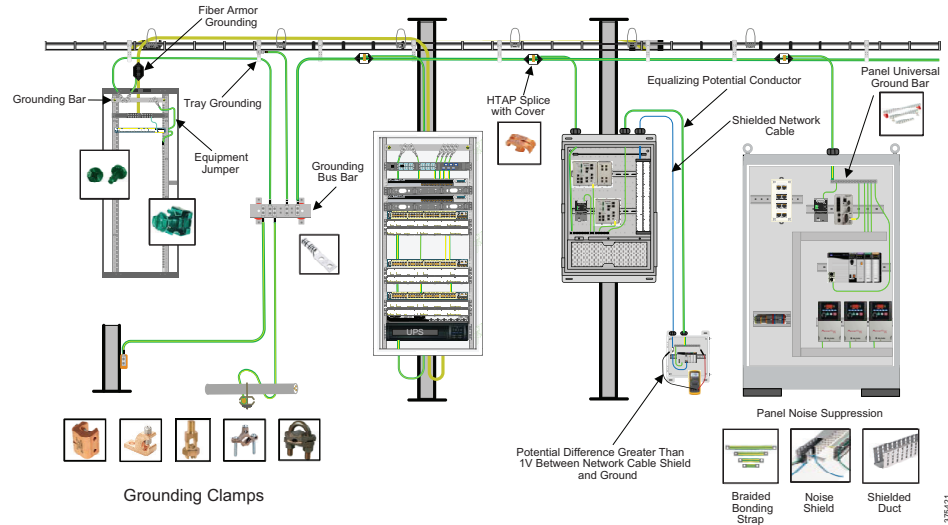 Fiber Armor
Grounding
Grounding Bar
Tray Grounding
Equipment
Jumper
Grounding
Bus Bar
HTAP Splice
with Cover
Equalizing Potential Conductor
Shielded Network
Cable
Panel Universal
Ground Bar
UPS
Potential Difference Greater Than
1V Between Network Cable Shield
and Ground
Panel Noise Suppression
Braided
Bonding
Strap
Noise
Shield
Shielded
Duct
Grounding Clamps